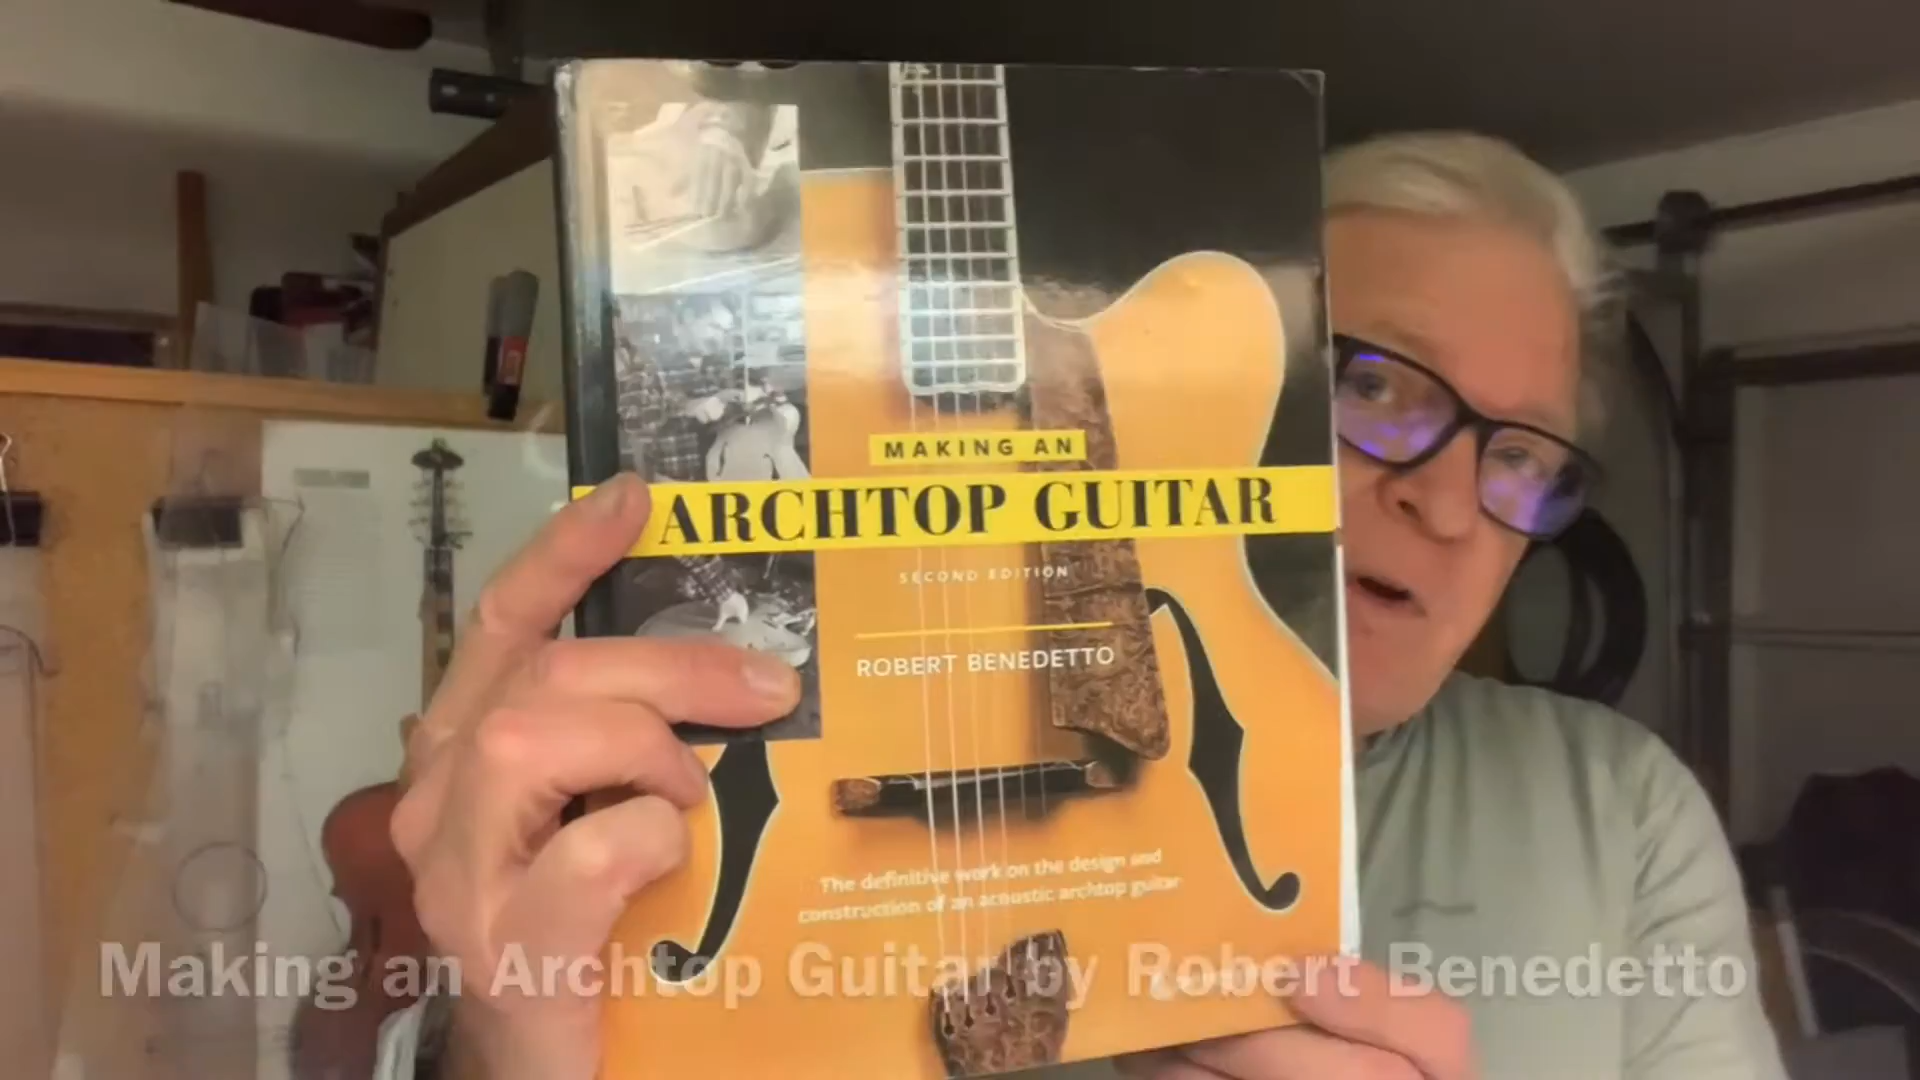 MAKING AN
ARCHTOP GUITAR
SECOND EDITION
ROBERT BENEDETTO
The definitive work on the design and
construction of an acoustic archtop guitar
Making an Archtop Guitar by Robert Benedetto